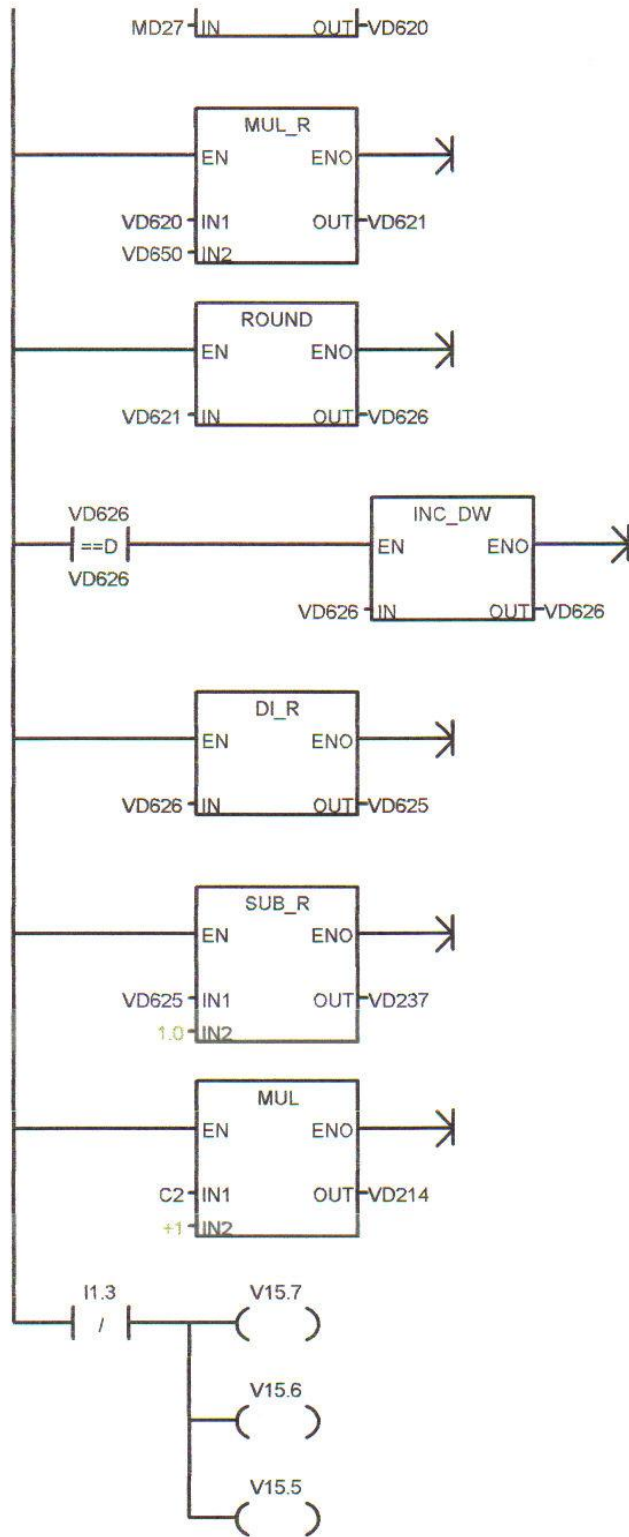 MD27 IN OUT VD620
MUL_R
EN ENO
VD620 IN1 OUT VD621
VD650 IN2
ROUND
EN ENO
VD621 IN OUT VD626
VD626
INC_DW
==D
EN ENO
VD626
VD626 IN OUT VD626
DI_R
EN ENO
VD626 IN OUT VD625
SUB_R
EN ENO
VD625 IN1 OUT VD237
1.0 IN2
MUL
EN ENO
C2 IN1 OUT VD214
+1 IN2
I1.3 V15.7
/
V15.6
V15.5